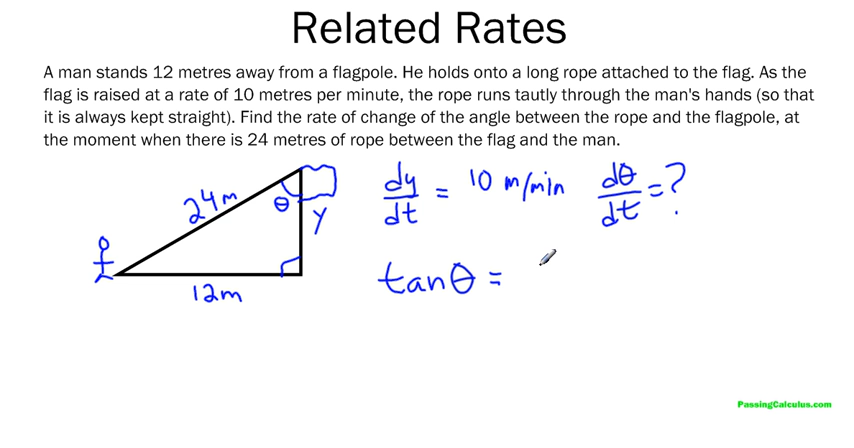 Related Rates
A man stands 12 metres away from a flagpole. He holds onto a long rope attached to the flag. As the
flag is raised at a rate of 10 metres per minute, the rope runs tautly through the man's hands (so that
it is always kept straight). Find the rate of change of the angle between the rope and the flagpole, at
the moment when there is 24 metres of rope between the flag and the man.
24m
θ
y
12m
dy/dt = 10 m/min dθ/dt = ?
tanθ =
PassingCalculus.com